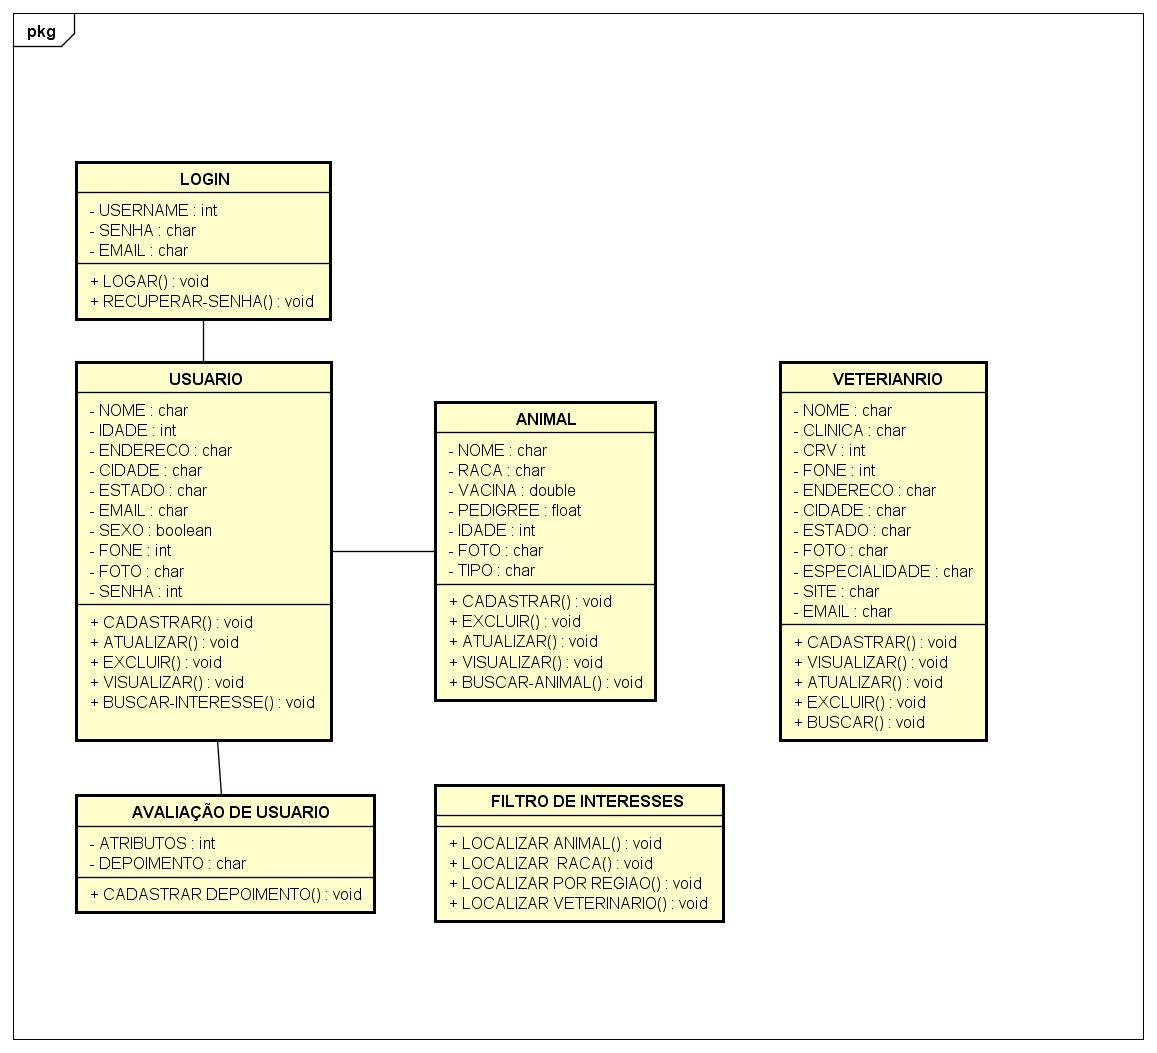 pkg
LOGIN
- USERNAME : int
- SENHA : char
- EMAIL : char
+ LOGAR() : void
+ RECUPERAR-SENHA() : void
USUARIO
- NOME : char
- IDADE : int
- ENDERECO : char
- CIDADE : char
- ESTADO : char
- EMAIL : char
- SEXO : boolean
- FONE : int
- FOTO : char
- SENHA : int
+ CADASTRAR() : void
+ ATUALIZAR() : void
+ EXCLUIR() : void
+ VISUALIZAR() : void
+ BUSCAR-INTERESSE() : void
ANIMAL
- NOME : char
- RACA : char
- VACINA : double
- PEDIGREE : float
- IDADE : int
- FOTO : char
- TIPO : char
+ CADASTRAR() : void
+ EXCLUIR() : void
+ ATUALIZAR() : void
+ VISUALIZAR() : void
+ BUSCAR-ANIMAL() : void
VETERIANRIO
- NOME : char
- CLINICA : char
- CRV : int
- FONE : int
- ENDERECO : char
- CIDADE : char
- ESTADO : char
- FOTO : char
- ESPECIALIDADE : char
- SITE : char
- EMAIL : char
+ CADASTRAR() : void
+ VISUALIZAR() : void
+ ATUALIZAR() : void
+ EXCLUIR() : void
+ BUSCAR() : void
AVALIAÇÃO DE USUARIO
- ATRIBUTOS : int
- DEPOIMENTO : char
+ CADASTRAR DEPOIMENTO() : void
FILTRO DE INTERESSES
+ LOCALIZAR ANIMAL() : void
+ LOCALIZAR  RACA() : void
+ LOCALIZAR POR REGIAO() : void
+ LOCALIZAR VETERINARIO() : void